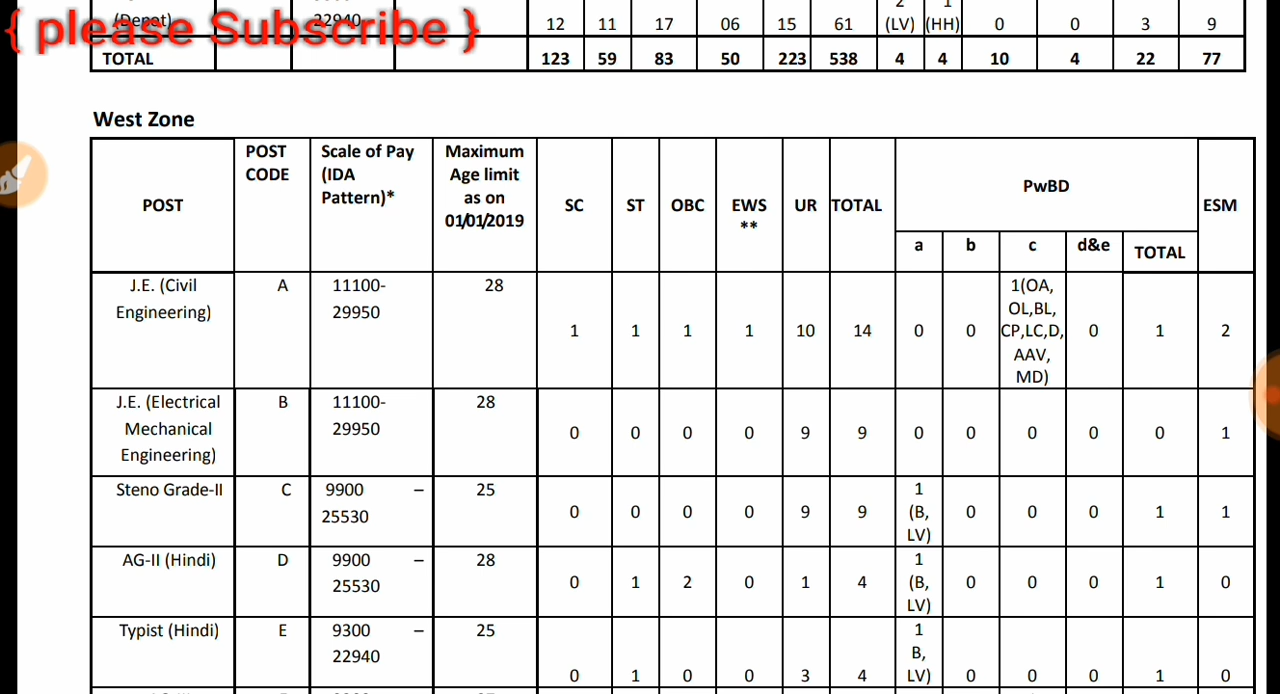 { please Subscribe }
(Depot) 22940 12 11 17 06 15 61 (LV) (HH) 0 0 3 9
TOTAL 123 59 83 50 223 538 4 4 10 4 22 77
West Zone
POST POST CODE Scale of Pay (IDA Pattern)* Maximum Age limit as on 01/01/2019 SC ST OBC EWS ** UR TOTAL PwBD ESM
a b c d&e TOTAL
J.E. (Civil Engineering) A 11100-29950 28 1 1 1 1 10 14 0 0 1(OA, OL,BL, CP,LC,D, AAV, MD) 0 1 2
J.E. (Electrical Mechanical Engineering) B 11100-29950 28 0 0 0 0 9 9 0 0 0 0 0 1
Steno Grade-II C 9900 – 25530 25 0 0 0 0 9 9 1 (B, LV) 0 0 0 1 1
AG-II (Hindi) D 9900 – 25530 28 0 1 2 0 1 4 1 (B, LV) 0 0 0 1 0
Typist (Hindi) E 9300 – 22940 25 0 1 0 0 3 4 1 B, LV) 0 0 0 1 0